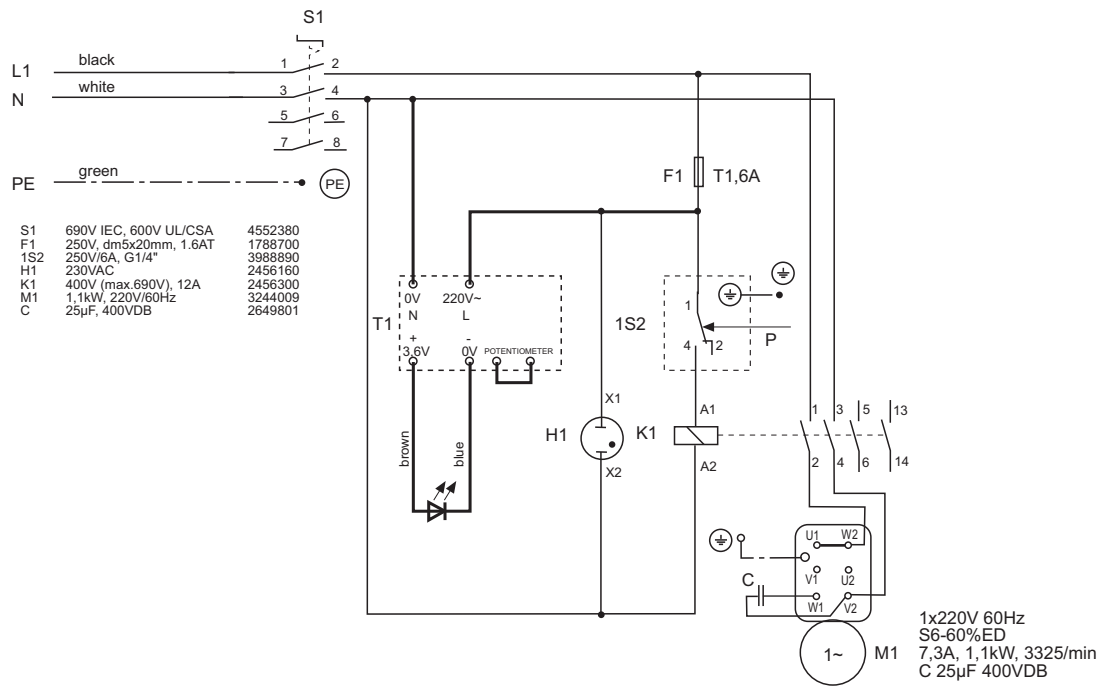 S1
L1 black 1 2
N white 3 4
5 6
7 8
PE green PE
F1 T1,6A
S1 690V IEC, 600V UL/CSA 4552380
F1 250V, dm5x20mm, 1.6AT 1788700
1S2 250V/6A, G1/4" 3988890
H1 230VAC 2456160
K1 400V (max.690V), 12A 2456300
M1 1,1kW, 220V/60Hz 3244009
C 25µF, 400VDB 2649801
T1
0V 220V~
N L
+ -
3.6V 0V POTENTIOMETER
brown blue
1S2
1
4 2
P
H1
X1
X2
K1
A1
A2
1 3 5 13
2 4 6 14
U1 W2
V1 U2
W1 V2
C
1~ M1
1x220V 60Hz
S6-60%ED
7,3A, 1,1kW, 3325/min
C 25µF 400VDB